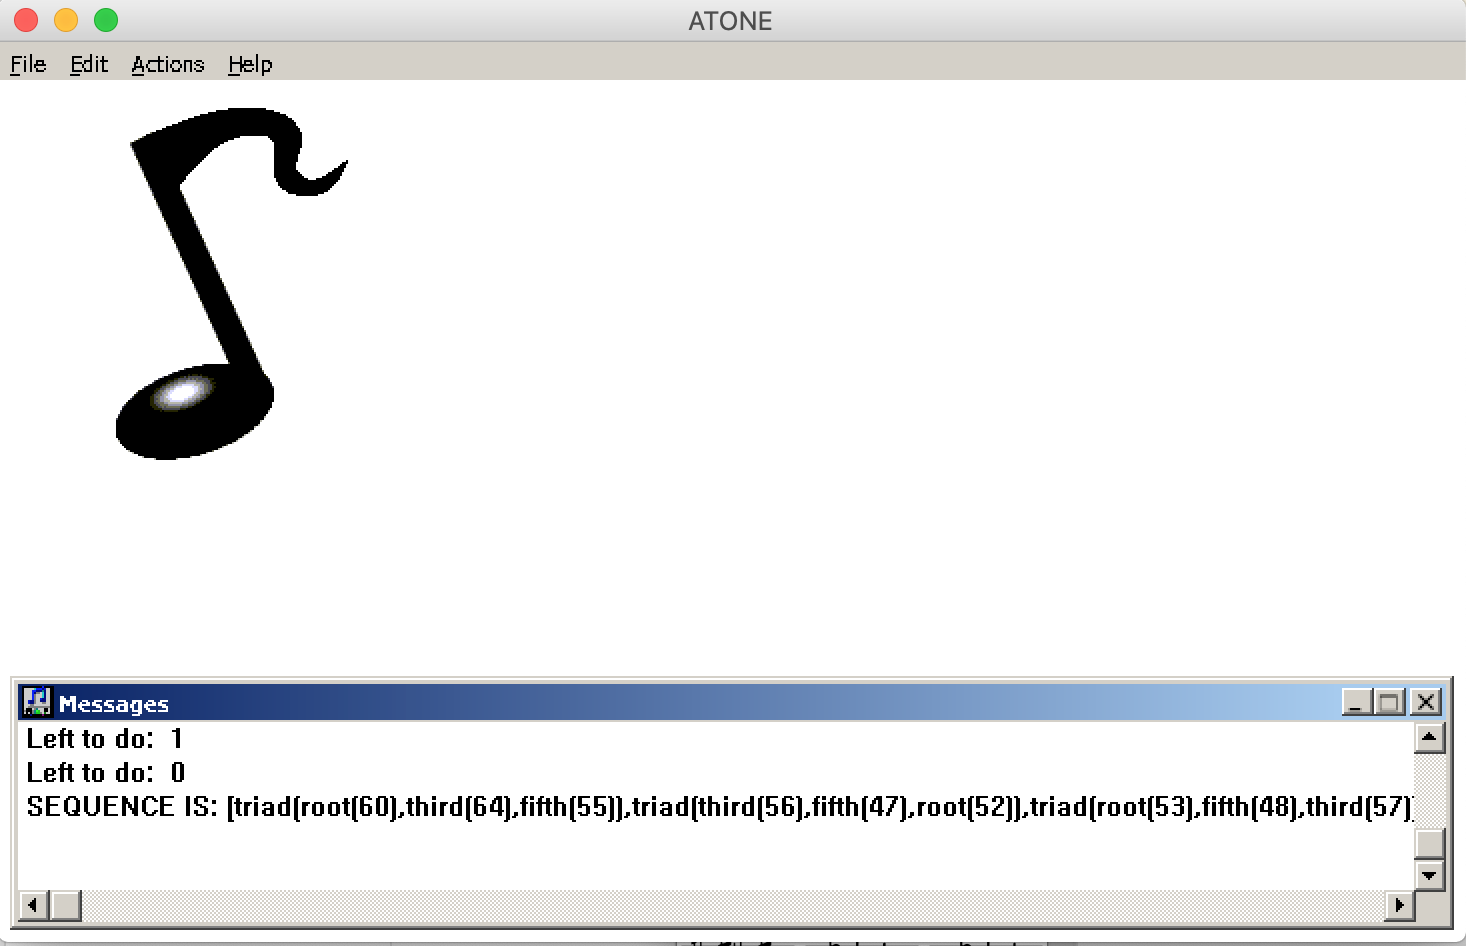 ATONE
File Edit Actions Help
Messages
Left to do: 1
Left to do: 0
SEQUENCE IS: [triad(root(60),third(64),fifth(55)),triad(third(56),fifth(47),root(52)),triad(root(53),fifth(48),third(57)